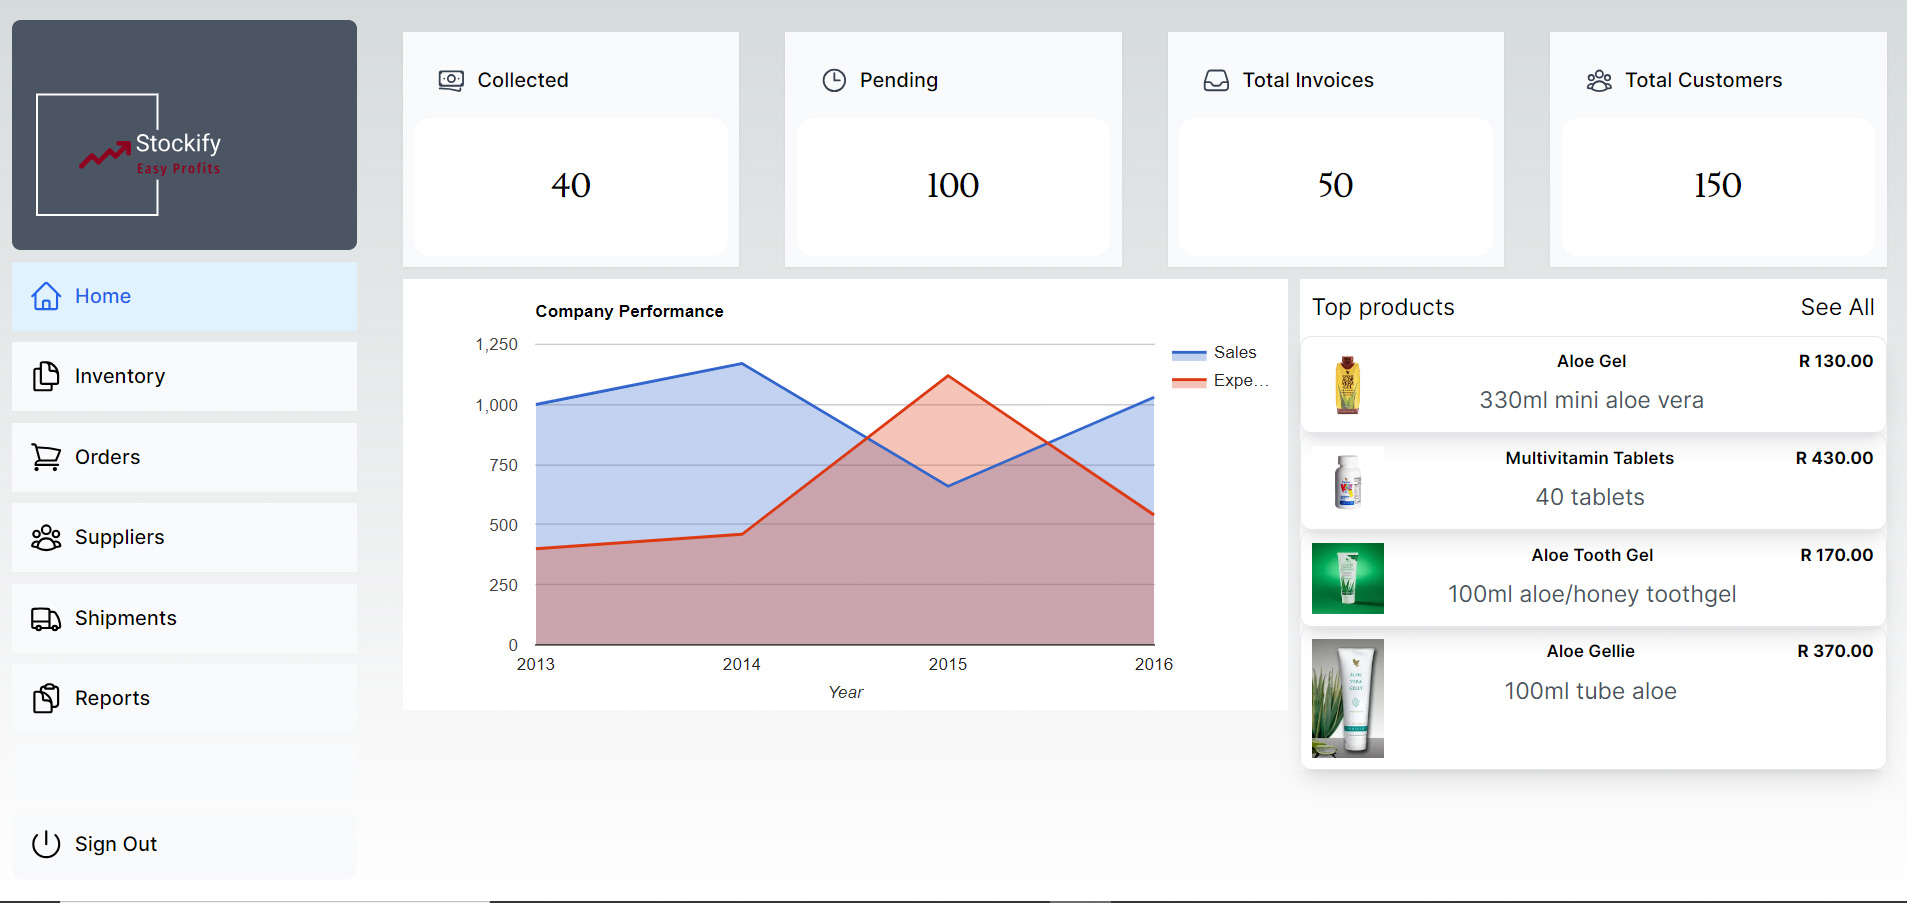 Stockify
Easy Profits
Home
Inventory
Orders
Suppliers
Shipments
Reports
Sign Out
Collected
40
Pending
100
Total Invoices
50
Total Customers
150
Company Performance
1,250
1,000
750
500
250
0
2013 2014 2015 2016
Year
Sales
Expe...
Top products See All
Aloe Gel R 130.00
330ml mini aloe vera
Multivitamin Tablets R 430.00
40 tablets
Aloe Tooth Gel R 170.00
100ml aloe/honey toothgel
Aloe Gellie R 370.00
100ml tube aloe
ALOE
VERA
GELLY